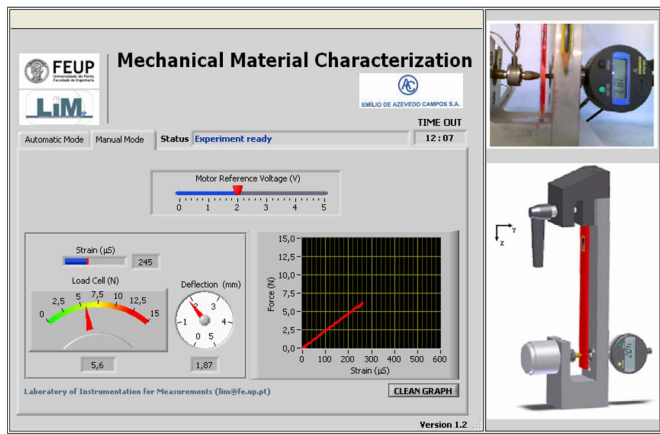 FEUP
Universidade do Porto
Faculdade de Engenharia
LiM
Mechanical Material Characterization
EMÍLIO DE AZEVEDO CAMPOS S.A.
TIME OUT
Automatic Mode
Manual Mode
Status
Experiment ready
12:07
Motor Reference Voltage (V)
0 1 2 3 4 5
Strain (µS)
245
Load Cell (N)
0 2,5 5 7,5 10 12,5 15
5,6
Deflection (mm)
0 1 2 3 4 5
1,87
Force (N)
15,0
12,5
10,0
7,5
5,0
2,5
0,0
0 100 200 300 400 500 600
Strain (µS)
Laboratory of Instrumentation for Measurements (lim@fe.up.pt)
CLEAN GRAPH
Version 1.2